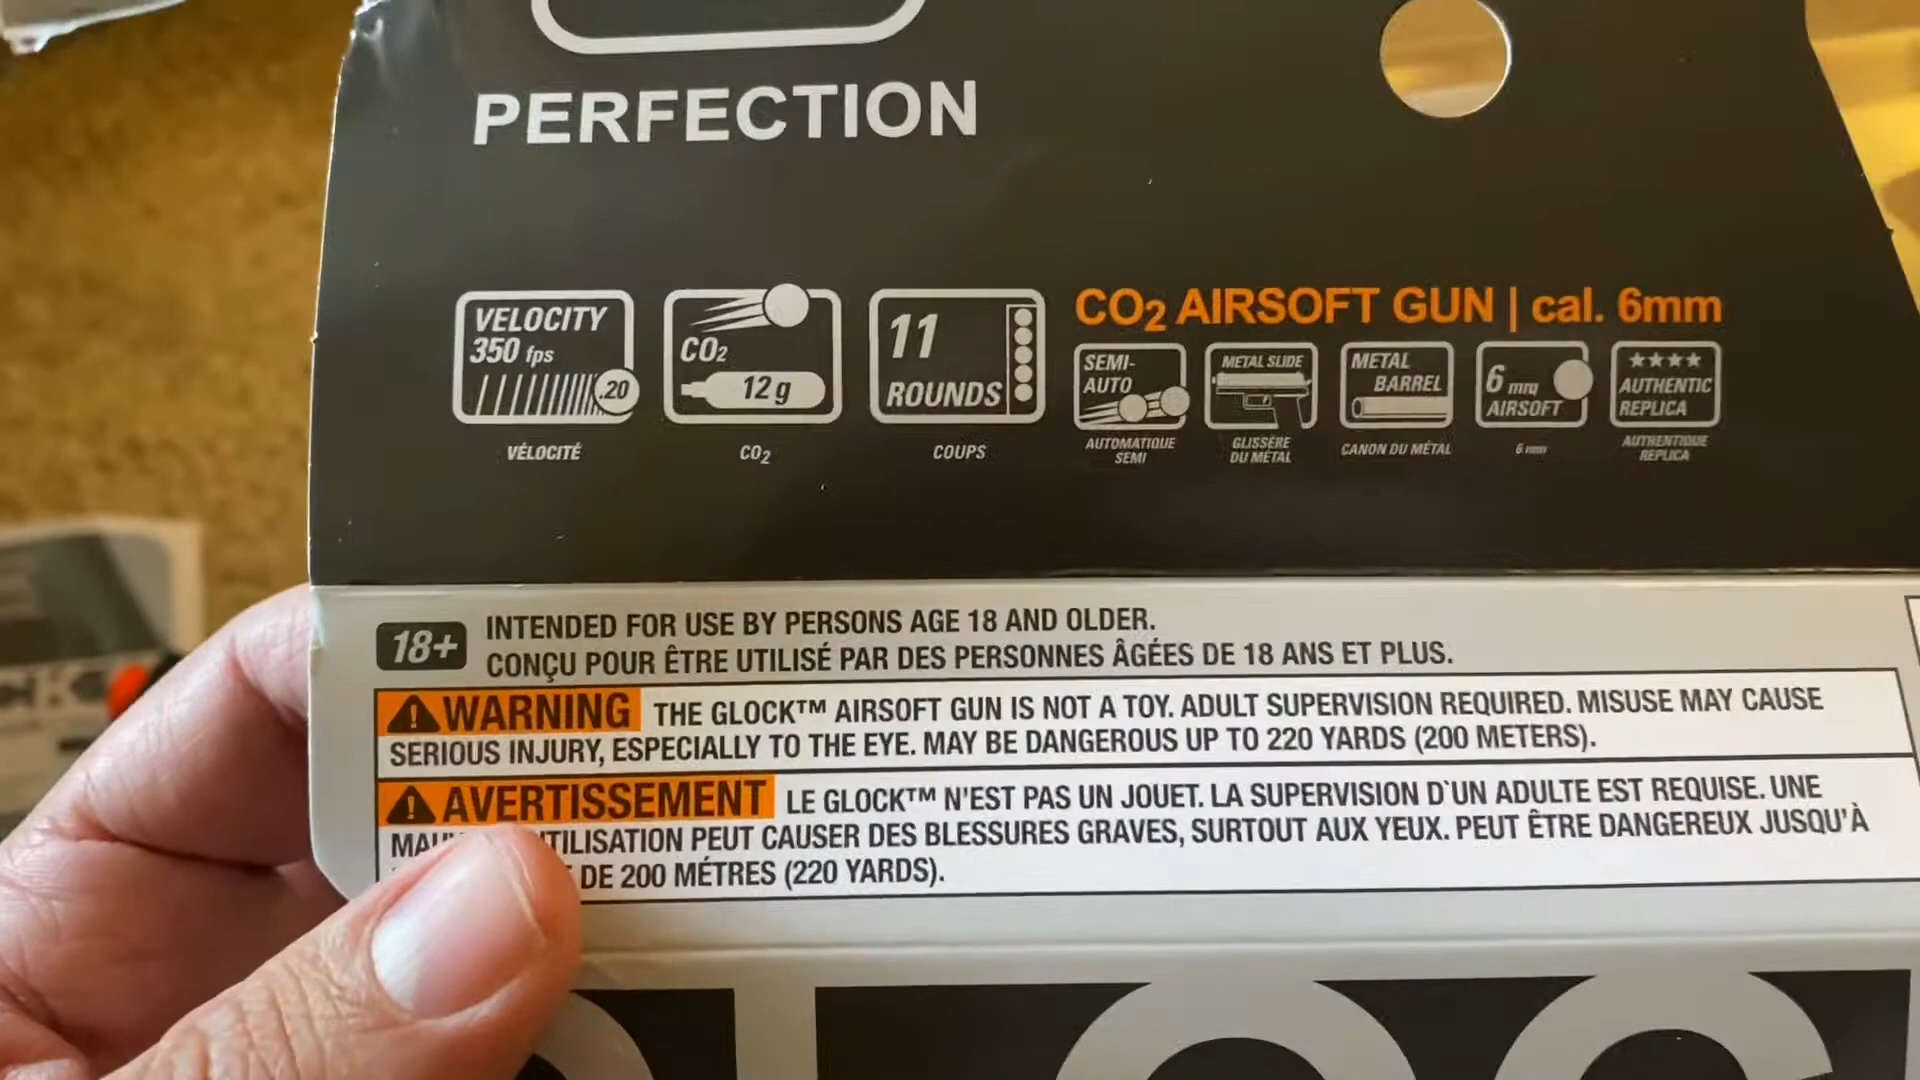 PERFECTION
VELOCITY
350 fps
.20
VÉLOCITÉ
CO2
12 g
CO2
11
ROUNDS
COUPS
CO2 AIRSOFT GUN | cal. 6mm
SEMI-
AUTO
AUTOMATIQUE
SEMI
METAL SLIDE
GLISSÈRE
DU MÉTAL
METAL
BARREL
CANON DU MÉTAL
6 mm
AIRSOFT
6 mm
★★★★
AUTHENTIC
REPLICA
AUTHENTIQUE
REPLICA
18+
INTENDED FOR USE BY PERSONS AGE 18 AND OLDER.
CONÇU POUR ÊTRE UTILISÉ PAR DES PERSONNES ÂGÉES DE 18 ANS ET PLUS.
WARNING THE GLOCK™ AIRSOFT GUN IS NOT A TOY. ADULT SUPERVISION REQUIRED. MISUSE MAY CAUSE
SERIOUS INJURY, ESPECIALLY TO THE EYE. MAY BE DANGEROUS UP TO 220 YARDS (200 METERS).
AVERTISSEMENT LE GLOCK™ N'EST PAS UN JOUET. LA SUPERVISION D`UN ADULTE EST REQUISE. UNE
PEUT CAUSER DES BLESSURES GRAVES, SURTOUT AUX YEUX. PEUT ÊTRE DANGEREUX JUSQU'À
DE 200 MÉTRES (220 YARDS).